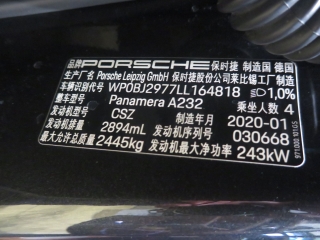 品牌 PORSCHE 保时捷 制造国 德国
生产厂名 Porsche Leipzig GmbH 保时捷股份公司莱比锡工厂制造
车辆识别代号 WP0BJ2977LL164818 1,0%
整车型号 Panamera A232 乘坐人数 4
发动机型号 CSZ 制造年月 2020-01
发动机排量 2894mL 发动机序列号 030668
最大允许总质量 2445kg 发动机最大净功率 243kW